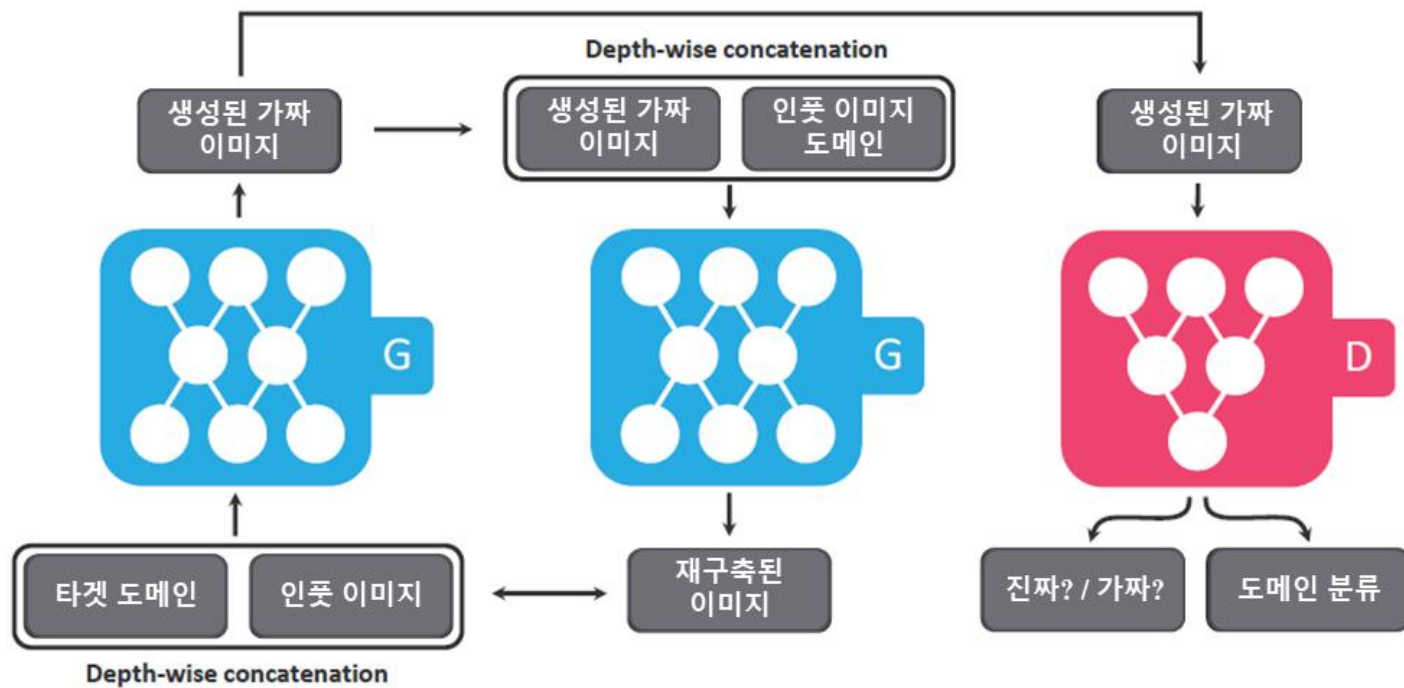 Depth-wise concatenation
생성된 가짜
이미지
생성된 가짜
이미지
인풋 이미지
도메인
생성된 가짜
이미지
G
G
D
타겟 도메인
인풋 이미지
재구축된
이미지
진짜? / 가짜?
도메인 분류
Depth-wise concatenation